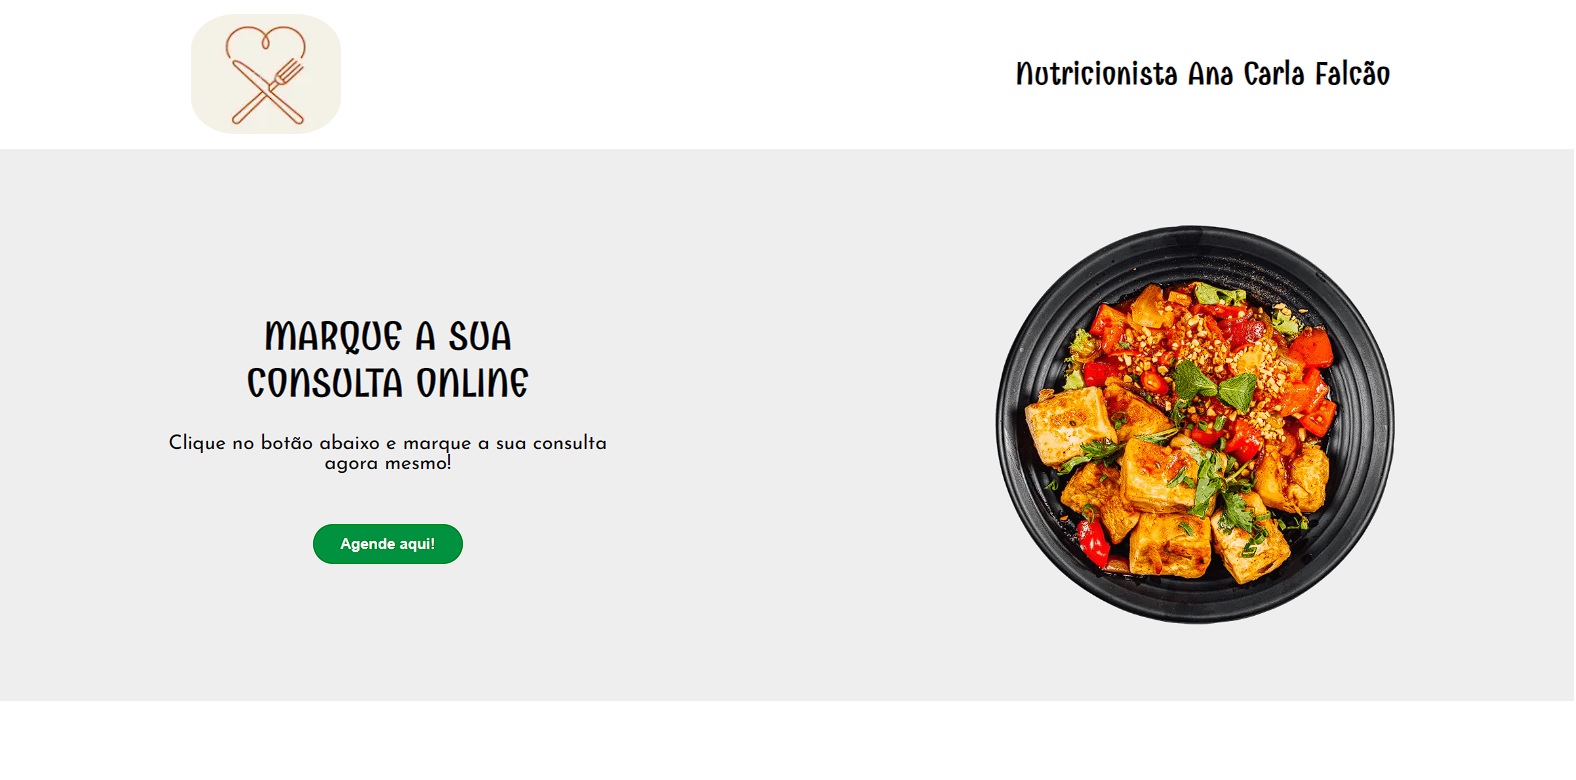 Nutricionista Ana Carla Falcão
MARQUE A SUA
CONSULTA ONLINE
Clique no botão abaixo e marque a sua consulta
agora mesmo!
Agende aqui!